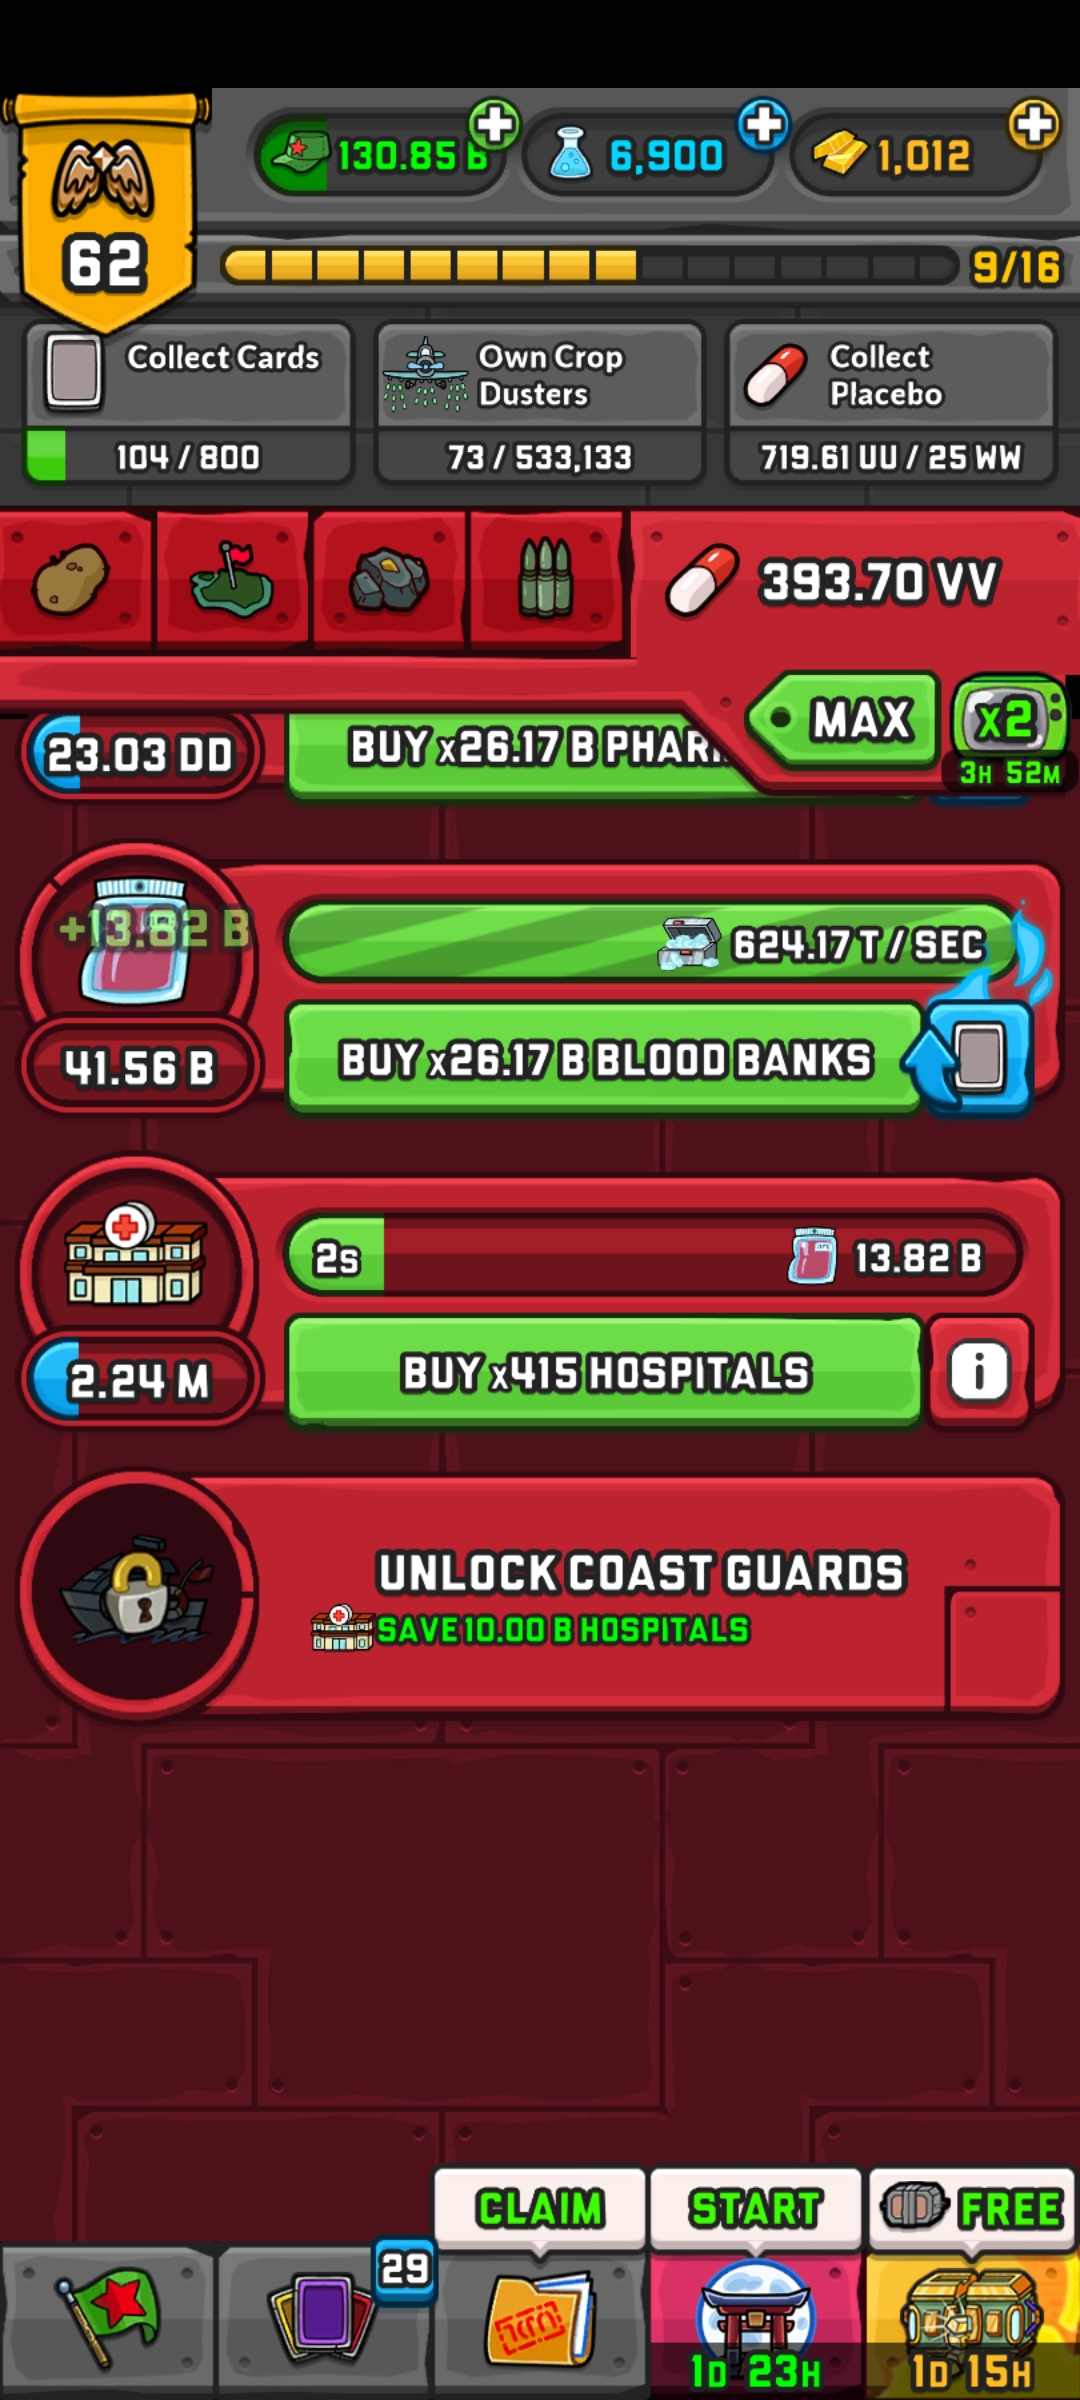 130.85 B
6,900
1,012
62
9/16
Collect Cards
104 / 800
Own Crop
Dusters
73 / 533,133
Collect
Placebo
719.61 UU / 25 WW
393.70 VV
MAX
x2
3H 52M
23.03 DD
BUY x26.17 B PHAR
+13.82 B
624.17 T / SEC
41.56 B
BUY x26.17 B BLOOD BANKS
2S
13.82 B
2.24 M
BUY x415 HOSPITALS
i
UNLOCK COAST GUARDS
SAVE 10.00 B HOSPITALS
CLAIM
START
FREE
29
1D 23H
1D 15H